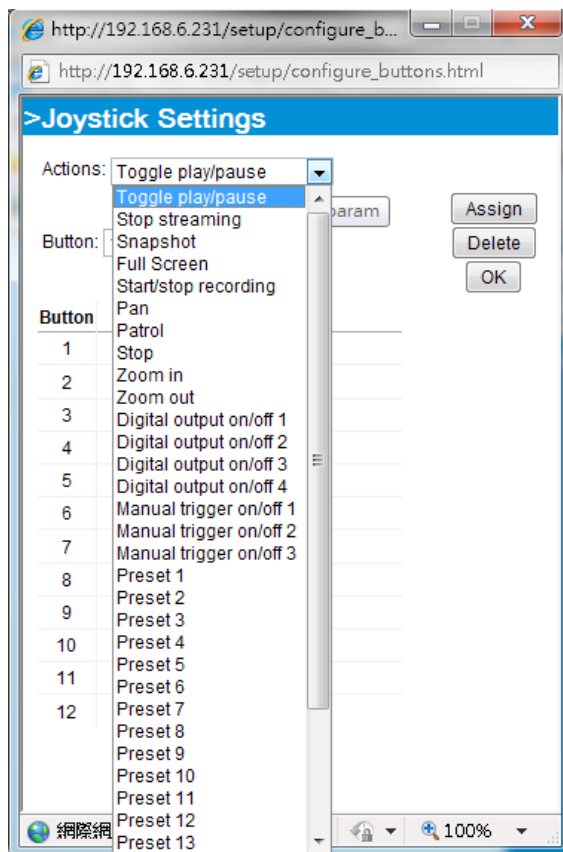 http://192.168.6.231/setup/configure_b...
http://192.168.6.231/setup/configure_buttons.html
>Joystick Settings
Actions: Toggle play/pause
Toggle play/pause
param
Assign
Stop streaming
Button:
Snapshot
Delete
Full Screen
OK
Start/stop recording
Button
Pan
Patrol
1
Stop
2
Zoom in
Zoom out
3
Digital output on/off 1
4
Digital output on/off 2
Digital output on/off 3
5
Digital output on/off 4
6
Manual trigger on/off 1
Manual trigger on/off 2
7
Manual trigger on/off 3
8
Preset 1
Preset 2
9
Preset 3
10
Preset 4
Preset 5
11
Preset 6
12
Preset 7
Preset 8
Preset 9
Preset 10
Preset 11
Preset 12
Preset 13
網際網
100%